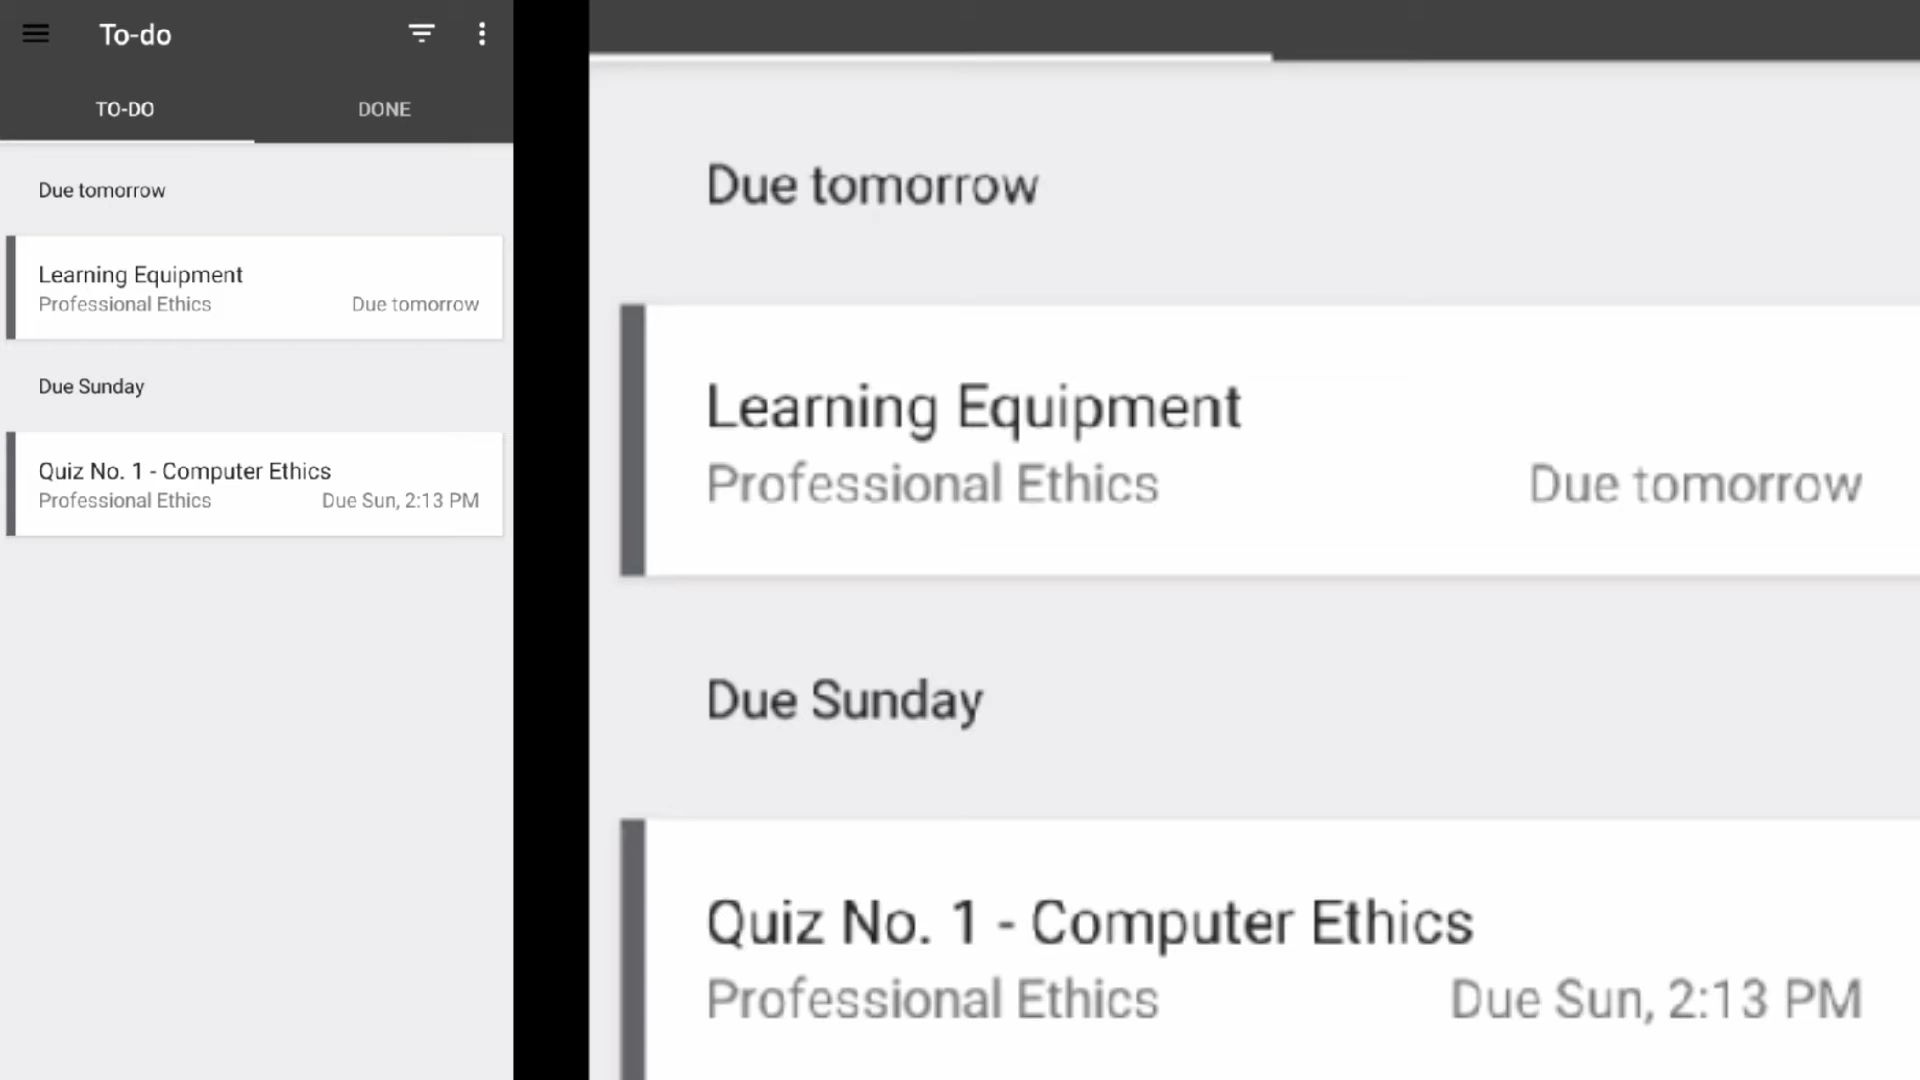 To-do
TO-DO DONE
Due tomorrow
Learning Equipment
Professional Ethics Due tomorrow
Due Sunday
Quiz No. 1 - Computer Ethics
Professional Ethics Due Sun, 2:13 PM
Due tomorrow
Learning Equipment
Professional Ethics Due tomorrow
Due Sunday
Quiz No. 1 - Computer Ethics
Professional Ethics Due Sun, 2:13 PM